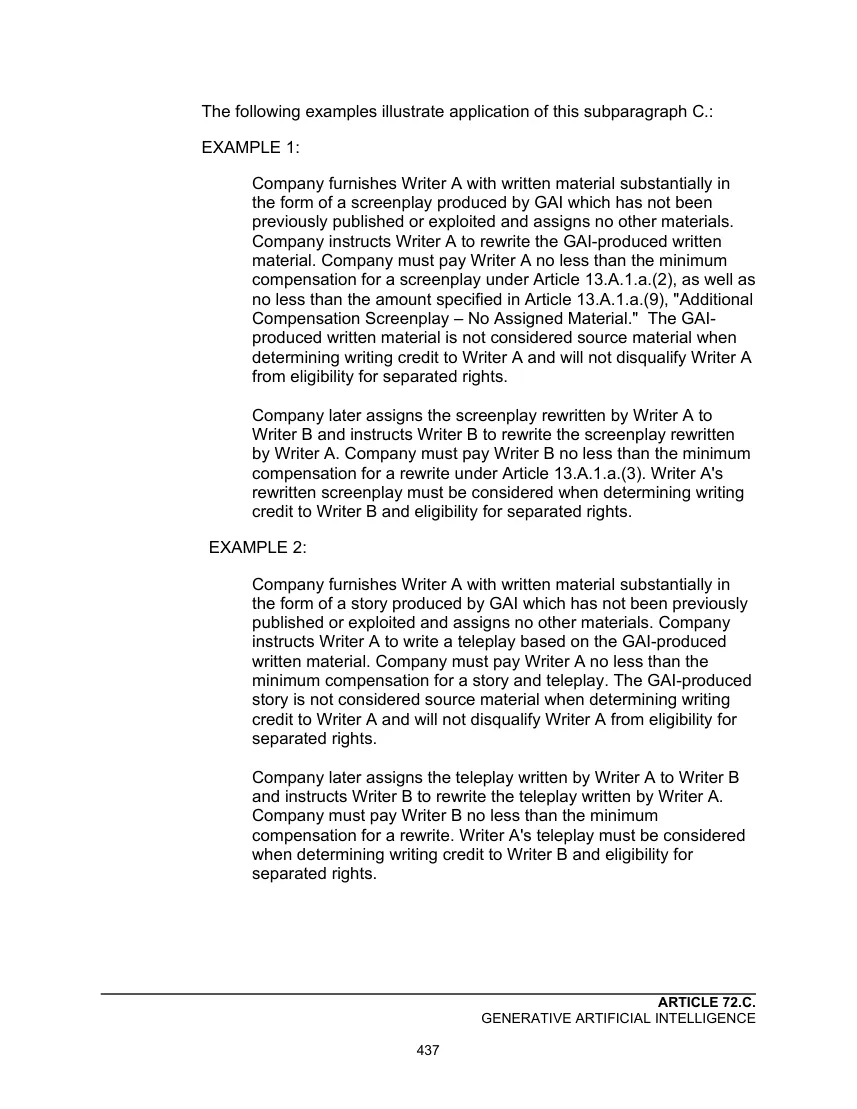 The following examples illustrate application of this subparagraph C.:
EXAMPLE 1:
Company furnishes Writer A with written material substantially in
the form of a screenplay produced by GAI which has not been
previously published or exploited and assigns no other materials.
Company instructs Writer A to rewrite the GAI-produced written
material. Company must pay Writer A no less than the minimum
compensation for a screenplay under Article 13.A.1.a.(2), as well as
no less than the amount specified in Article 13.A.1.a.(9), "Additional
Compensation Screenplay – No Assigned Material."  The GAI-
produced written material is not considered source material when
determining writing credit to Writer A and will not disqualify Writer A
from eligibility for separated rights.
Company later assigns the screenplay rewritten by Writer A to
Writer B and instructs Writer B to rewrite the screenplay rewritten
by Writer A. Company must pay Writer B no less than the minimum
compensation for a rewrite under Article 13.A.1.a.(3). Writer A's
rewritten screenplay must be considered when determining writing
credit to Writer B and eligibility for separated rights.
EXAMPLE 2:
Company furnishes Writer A with written material substantially in
the form of a story produced by GAI which has not been previously
published or exploited and assigns no other materials. Company
instructs Writer A to write a teleplay based on the GAI-produced
written material. Company must pay Writer A no less than the
minimum compensation for a story and teleplay. The GAI-produced
story is not considered source material when determining writing
credit to Writer A and will not disqualify Writer A from eligibility for
separated rights.
Company later assigns the teleplay written by Writer A to Writer B
and instructs Writer B to rewrite the teleplay written by Writer A.
Company must pay Writer B no less than the minimum
compensation for a rewrite. Writer A's teleplay must be considered
when determining writing credit to Writer B and eligibility for
separated rights.
ARTICLE 72.C.
GENERATIVE ARTIFICIAL INTELLIGENCE
437